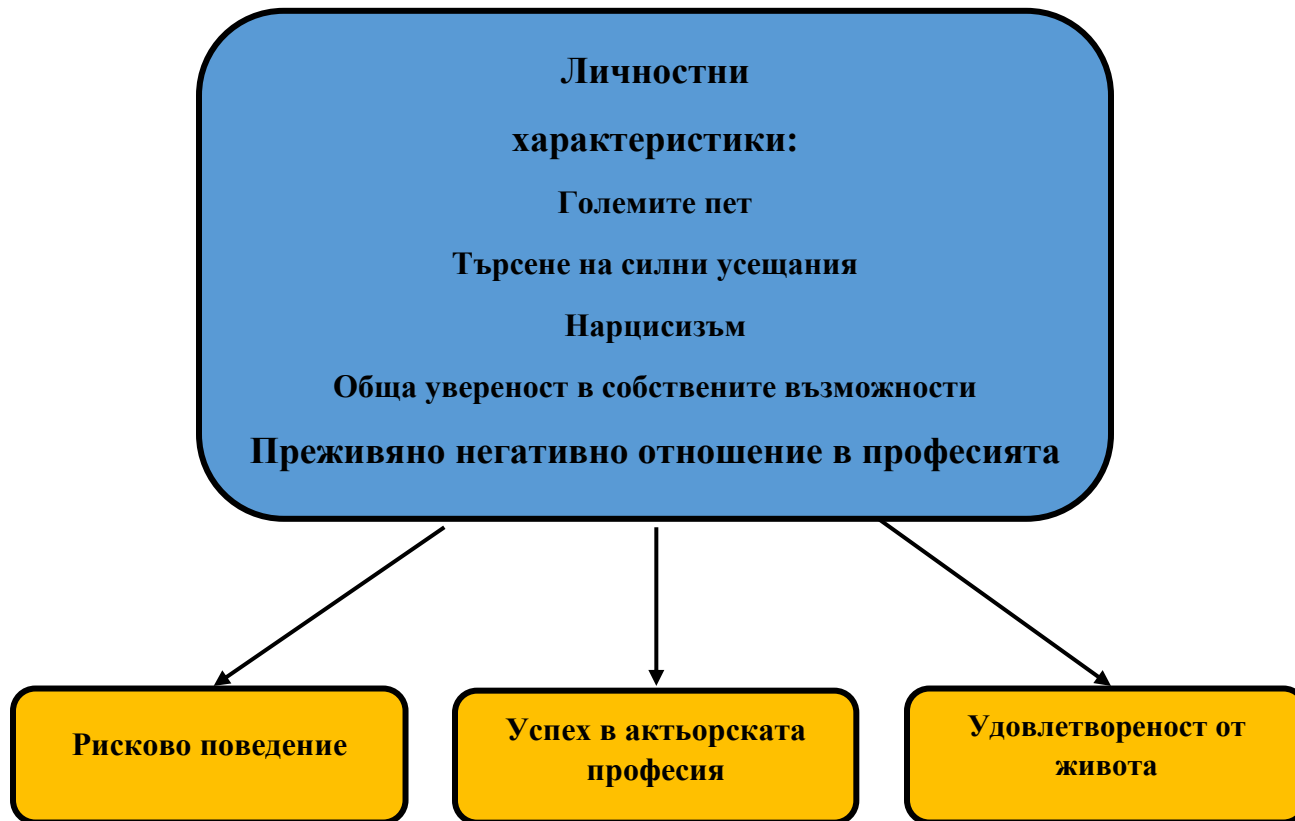 Личностни
характеристики:
Големите пет
Търсене на силни усещания
Нарцисизъм
Обща увереност в собствените възможности
Преживяно негативно отношение в професията
Рисково поведение
Успех в актьорската
професия
Удовлетвореност от
живота